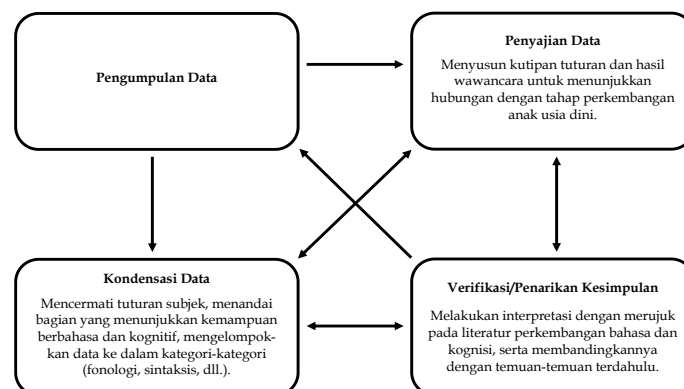 Pengumpulan Data
Penyajian Data
Menyusun kutipan tuturan dan hasil
wawancara untuk menunjukkan
hubungan dengan tahap perkembangan
anak usia dini.
Kondensasi Data
Mencermati tuturan subjek, menandai
bagian yang menunjukkan kemampuan
berbahasa dan kognitif, mengelompok-
kan data ke dalam kategori-kategori
(fonologi, sintaksis, dll.).
Verifikasi/Penarikan Kesimpulan
Melakukan interpretasi dengan merujuk
pada literatur perkembangan bahasa dan
kognisi, serta membandingkannya
dengan temuan-temuan terdahulu.